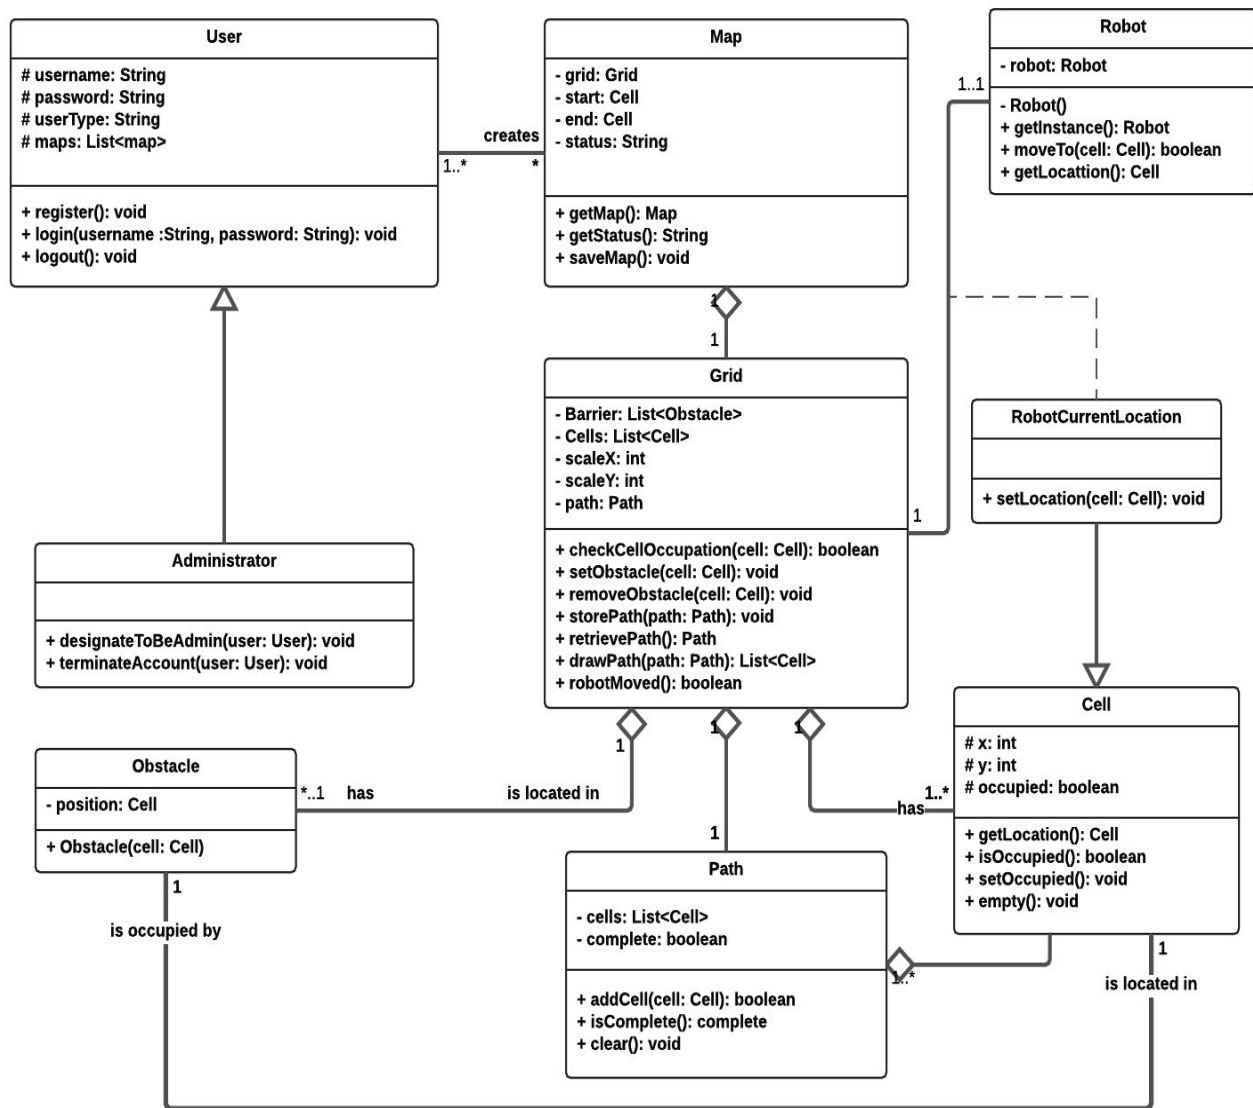 User
# username: String
# password: String
# userType: String
# maps: List<map>
+ register(): void
+ login(username :String, password: String): void
+ logout(): void
creates
1..*
*
Map
- grid: Grid
- start: Cell
- end: Cell
- status: String
+ getMap(): Map
+ getStatus(): String
+ saveMap(): void
Robot
- robot: Robot
- Robot()
+ getInstance(): Robot
+ moveTo(cell: Cell): boolean
+ getLocattion(): Cell
1..1
1
1
Grid
- Barrier: List<Obstacle>
- Cells: List<Cell>
- scaleX: int
- scaleY: int
- path: Path
+ checkCellOccupation(cell: Cell): boolean
+ setObstacle(cell: Cell): void
+ removeObstacle(cell: Cell): void
+ storePath(path: Path): void
+ retrievePath(): Path
+ drawPath(path: Path): List<Cell>
+ robotMoved(): boolean
1
RobotCurrentLocation
+ setLocation(cell: Cell): void
Administrator
+ designateToBeAdmin(user: User): void
+ terminateAccount(user: User): void
1
1
1
Obstacle
- position: Cell
+ Obstacle(cell: Cell)
*..1
has
is located in
1..*
has
Cell
# x: int
# y: int
# occupied: boolean
+ getLocation(): Cell
+ isOccupied(): boolean
+ setOccupied(): void
+ empty(): void
1
Path
- cells: List<Cell>
- complete: boolean
+ addCell(cell: Cell): boolean
+ isComplete(): complete
+ clear(): void
1..*
1
is occupied by
1
is located in